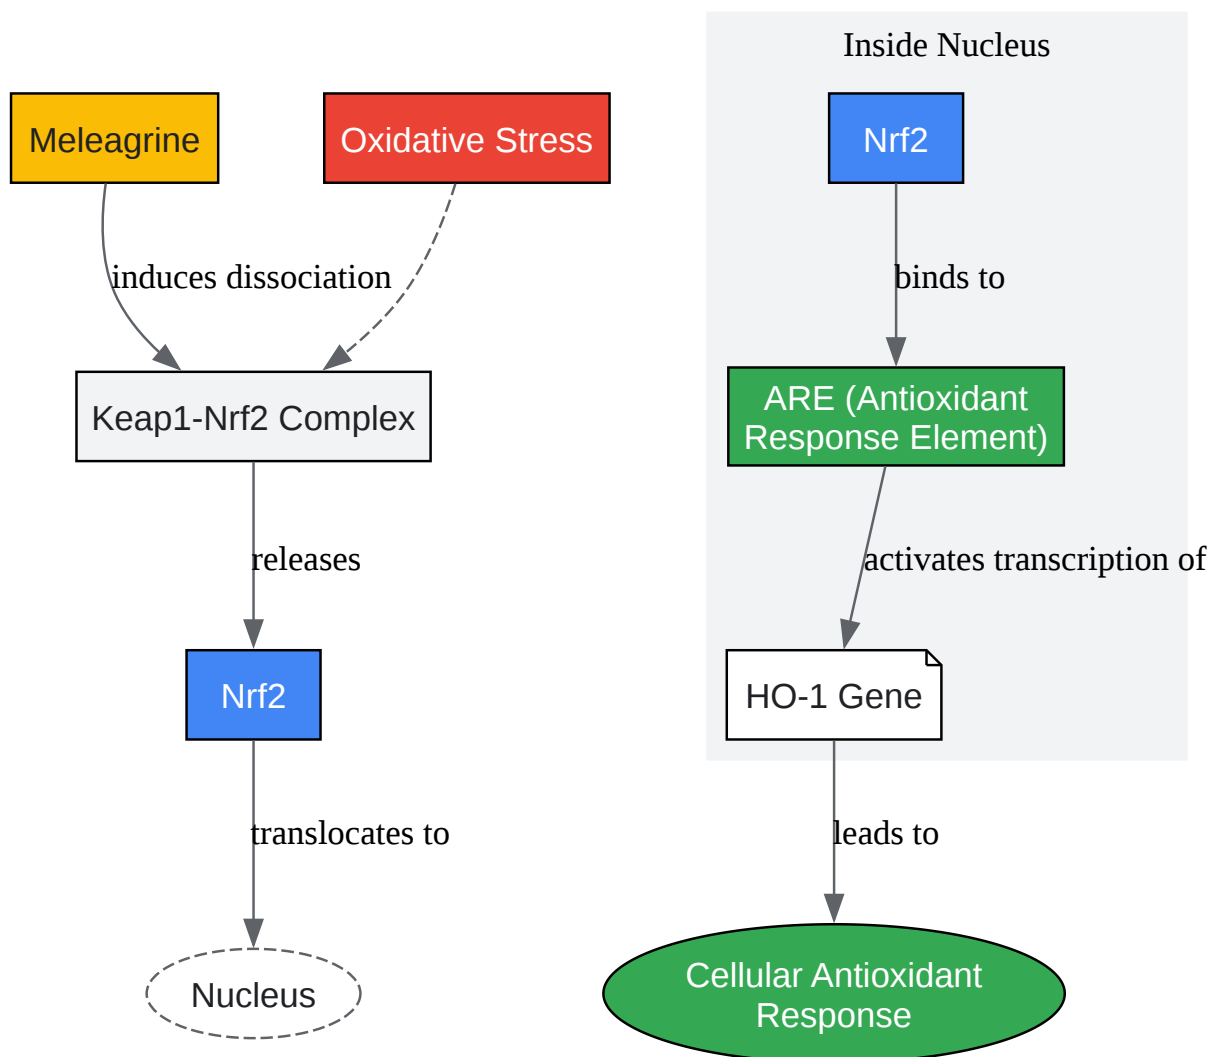 Inside Nucleus
Meleagrine
Oxidative Stress
Nrf2
induces dissociation
binds to
Keap1-Nrf2 Complex
ARE (Antioxidant
Response Element)
releases
activates transcription of
Nrf2
HO-1 Gene
translocates to
leads to
Nucleus
Cellular Antioxidant
Response